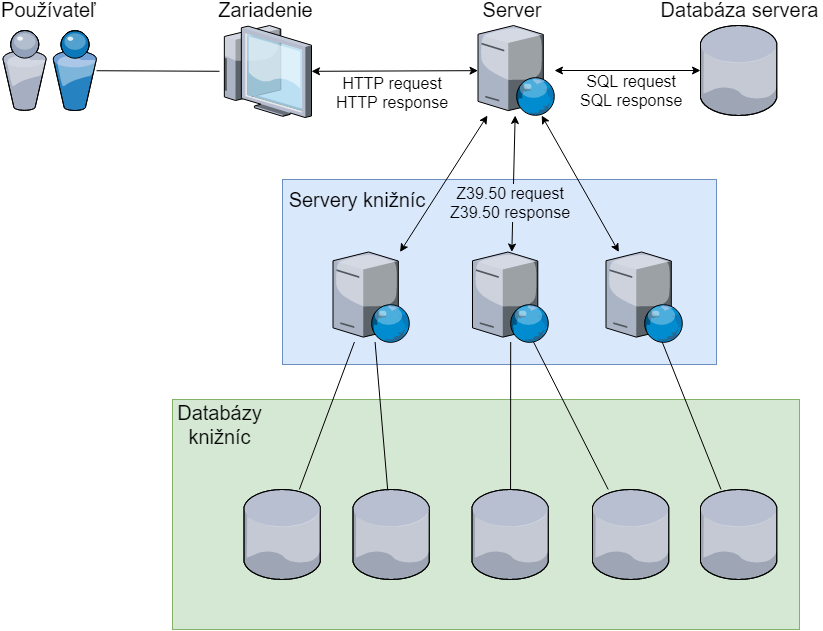 Používateľ
Zariadenie
Server
Databáza servera
HTTP request
HTTP response
SQL request
SQL response
Servery knižníc
Z39.50 request
Z39.50 response
Databázy
knižníc